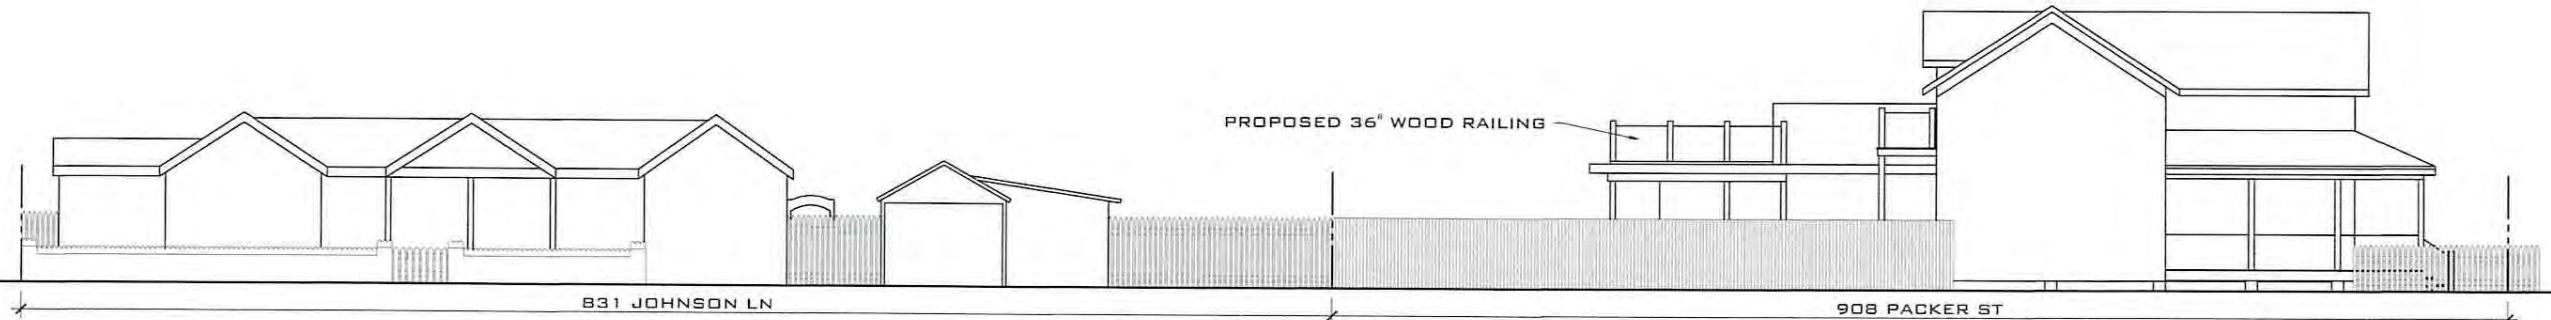 PROPOSED 36" WOOD RAILING
831 JOHNSON LN
908 PACKER ST